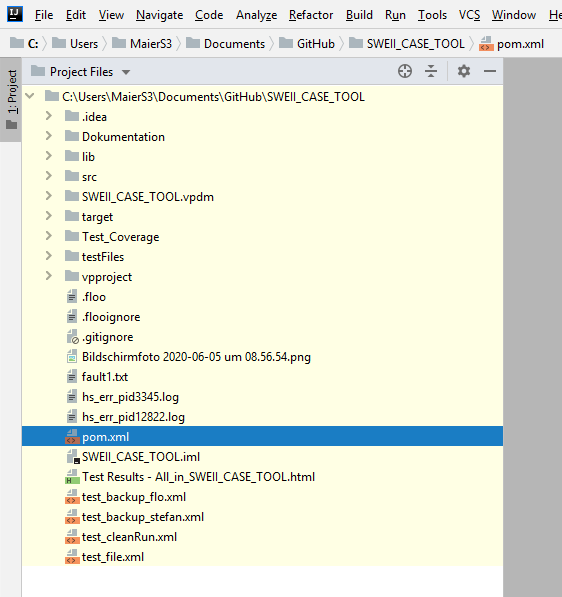 IJ File Edit View Navigate Code Analyze Refactor Build Run Tools VCS Window He
C: Users MaierS3 Documents GitHub SWEII_CASE_TOOL pom.xml
1: Project
Project Files
C:\Users\MaierS3\Documents\GitHub\SWEII_CASE_TOOL
.idea
Dokumentation
lib
src
SWEII_CASE_TOOL.vpdm
target
Test_Coverage
testFiles
vpproject
.floo
.flooignore
.gitignore
Bildschirmfoto 2020-06-05 um 08.56.54.png
fault1.txt
hs_err_pid3345.log
hs_err_pid12822.log
pom.xml
SWEII_CASE_TOOL.iml
Test Results - All_in_SWEII_CASE_TOOL.html
test_backup_flo.xml
test_backup_stefan.xml
test_cleanRun.xml
test_file.xml